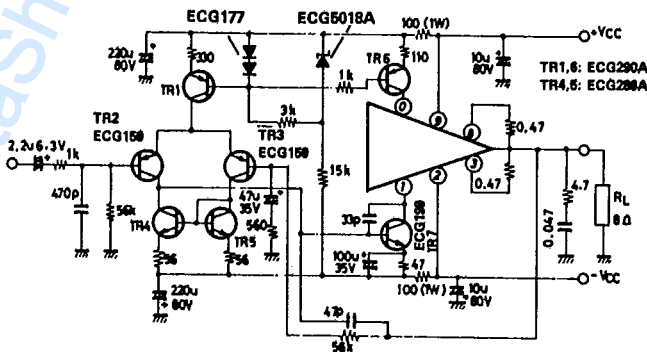 ECG177
ECG5018A
100 (1W)
+VCC
220u
80V
330
TR6
110
10u
80V
TR1,6: ECG290A
TR4,5: ECG289A
TR1
1k
0
9
8
0.47
3k
TR2
ECG159
TR3
ECG159
2.2u 6.3V
1k
15k
3
0.47
1
2
47u
35V
33p
4.7
RL
8Ω
470p
56k
560
ECG199
TR7
0.047
TR4
TR5
100u
35V
47
56
56
100 (1W)
-VCC
220u
80V
10u
80V
47p
56k